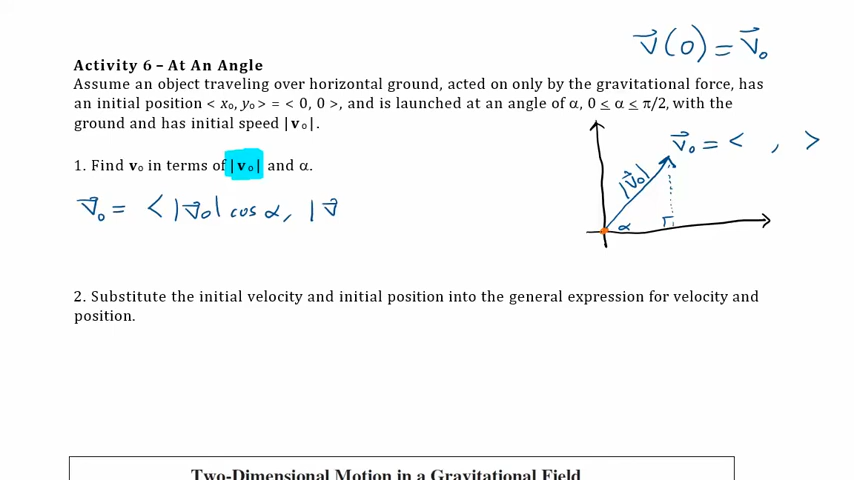 v⃗(0) = v⃗₀
Activity 6 – At An Angle
Assume an object traveling over horizontal ground, acted on only by the gravitational force, has
an initial position < x₀, y₀ > = < 0, 0 >, and is launched at an angle of α, 0 ≤ α ≤ π/2, with the
ground and has initial speed |v₀|.
v⃗₀ = < , >
1. Find v₀ in terms of |v₀| and α.
|v⃗₀|
v⃗₀ = < |v⃗₀| cos α, | v⃗
α
2. Substitute the initial velocity and initial position into the general expression for velocity and
position.
Two-Dimensional Motion in a Gravitational Field